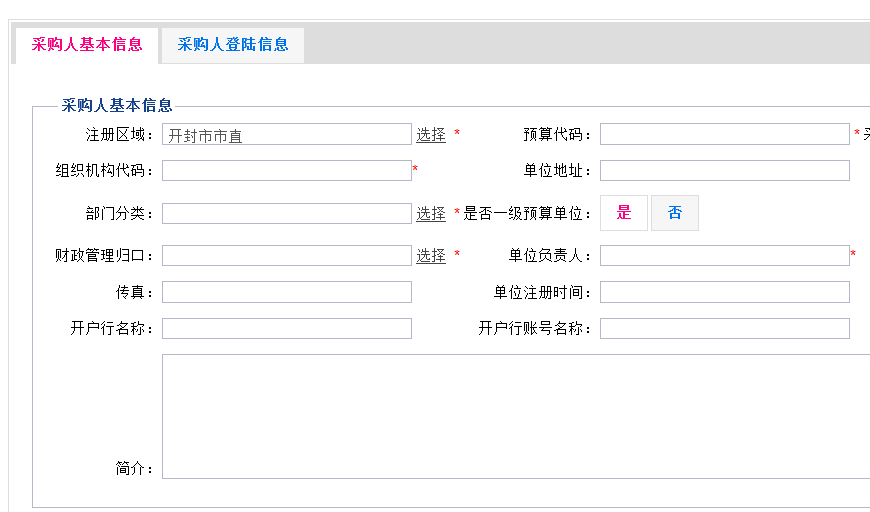 采购人基本信息 采购人登陆信息
采购人基本信息
注册区域： 开封市市直 选择 * 预算代码： *
组织机构代码： * 单位地址：
部门分类： 选择 * 是否一级预算单位： 是 否
财政管理归口： 选择 * 单位负责人： *
传真： 单位注册时间：
开户行名称： 开户行账号名称：
简介：